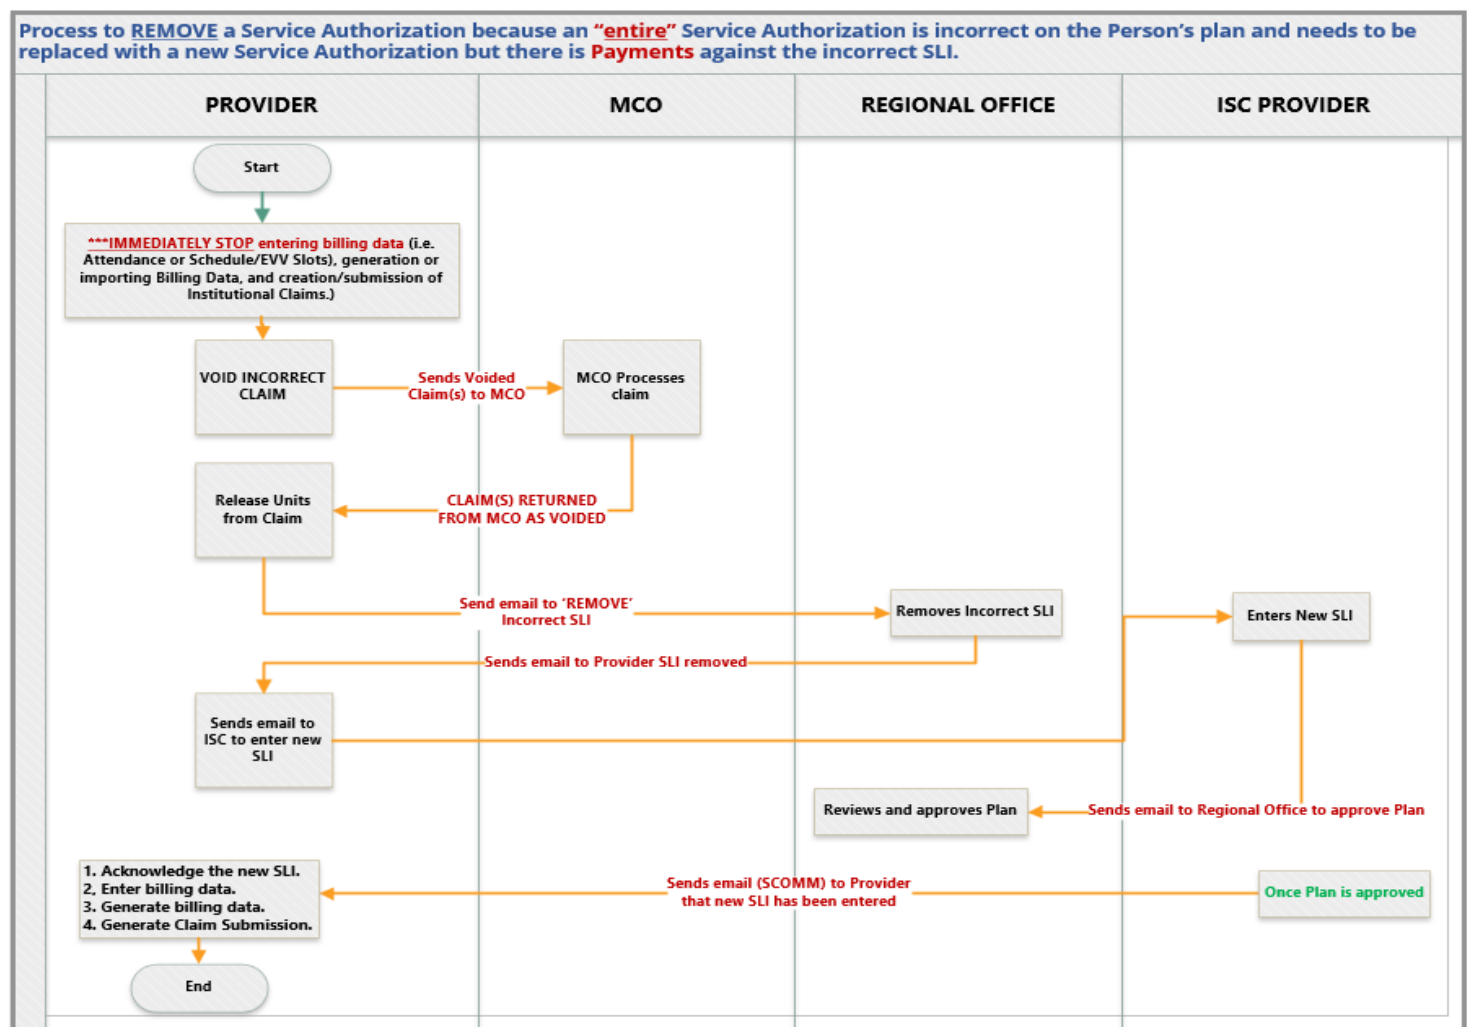 Process to REMOVE a Service Authorization because an “entire” Service Authorization is incorrect on the Person’s plan and needs to be
replaced with a new Service Authorization but there is Payments against the incorrect SLI.
PROVIDER
MCO
REGIONAL OFFICE
ISC PROVIDER
Start
***IMMEDIATELY STOP entering billing data (i.e.
Attendance or Schedule/EVV Slots), generation or
importing Billing Data, and creation/submission of
Institutional Claims.)
VOID INCORRECT
CLAIM
Sends Voided
Claim(s) to MCO
MCO Processes
claim
Release Units
from Claim
CLAIM(S) RETURNED
FROM MCO AS VOIDED
Send email to ‘REMOVE’
Incorrect SLI
Removes Incorrect SLI
Enters New SLI
Sends email to Provider SLI removed
Sends email to
ISC to enter new
SLI
Reviews and approves Plan
Sends email to Regional Office to approve Plan
1. Acknowledge the new SLI.
2, Enter billing data.
3. Generate billing data.
4. Generate Claim Submission.
Sends email (SCOMM) to Provider
that new SLI has been entered
Once Plan is approved
End